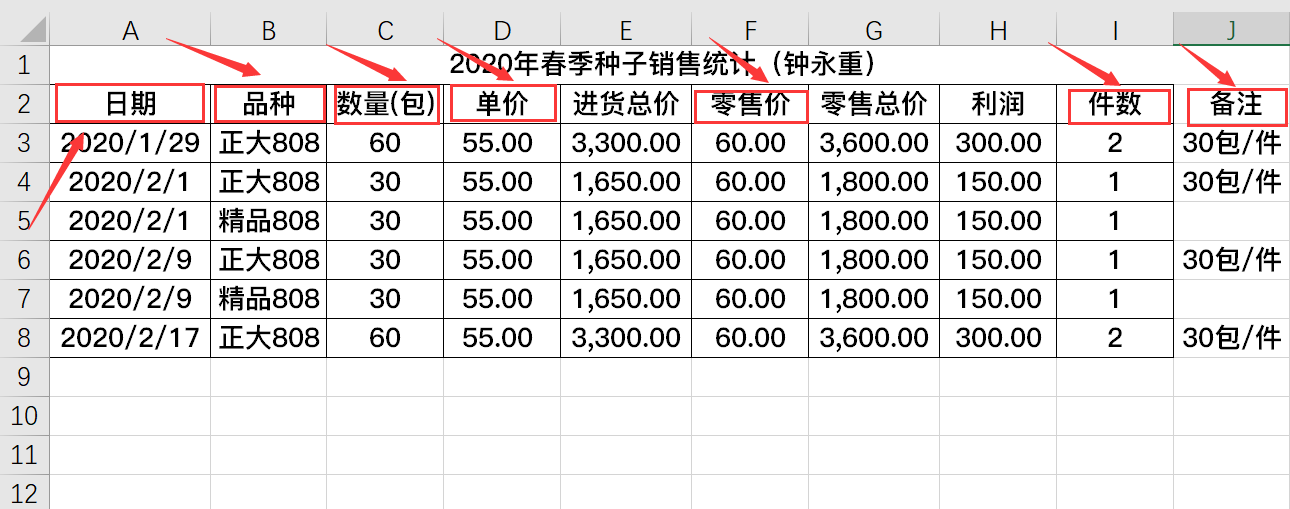 A B C D E F G H I J
1 2020年春季种子销售统计（钟永重）
2 日期 品种 数量(包) 单价 进货总价 零售价 零售总价 利润 件数 备注
3 2020/1/29 正大808 60 55.00 3,300.00 60.00 3,600.00 300.00 2 30包/件
4 2020/2/1 正大808 30 55.00 1,650.00 60.00 1,800.00 150.00 1 30包/件
5 2020/2/1 精品808 30 55.00 1,650.00 60.00 1,800.00 150.00 1
6 2020/2/9 正大808 30 55.00 1,650.00 60.00 1,800.00 150.00 1 30包/件
7 2020/2/9 精品808 30 55.00 1,650.00 60.00 1,800.00 150.00 1
8 2020/2/17 正大808 60 55.00 3,300.00 60.00 3,600.00 300.00 2 30包/件
9
10
11
12